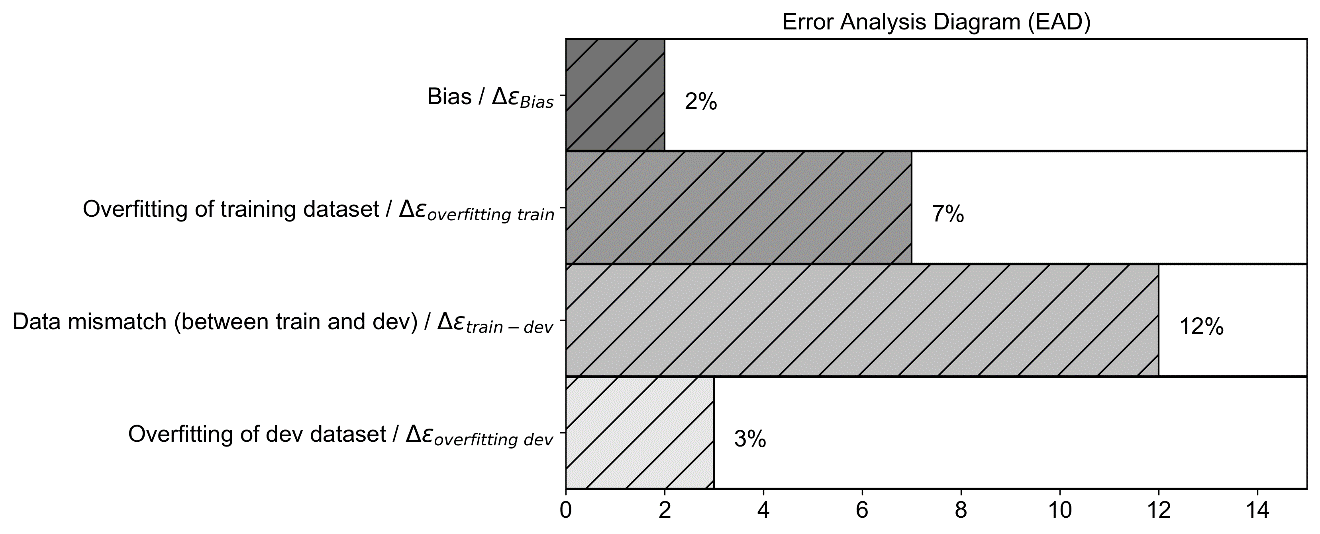 Error Analysis Diagram (EAD)
Bias / Δε_Bias
2%
Overfitting of training dataset / Δε_overfitting train
7%
Data mismatch (between train and dev) / Δε_train − dev
12%
Overfitting of dev dataset / Δε_overfitting dev
3%
0 2 4 6 8 10 12 14